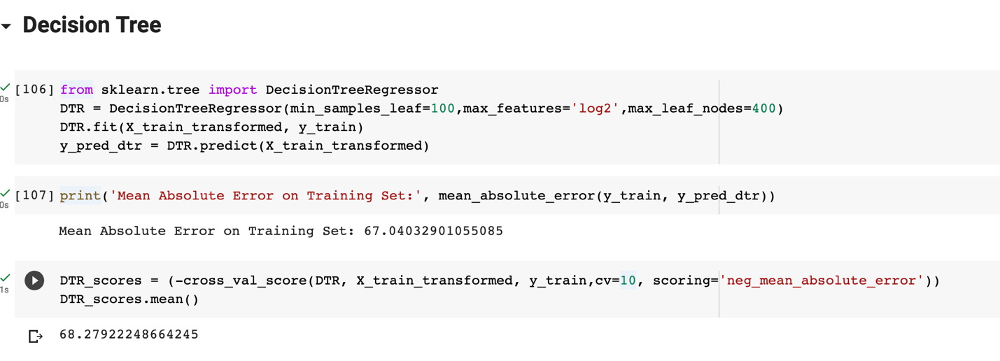 Decision Tree
[106] from sklearn.tree import DecisionTreeRegressor
DTR = DecisionTreeRegressor(min_samples_leaf=100,max_features='log2',max_leaf_nodes=400)
DTR.fit(X_train_transformed, y_train)
y_pred_dtr = DTR.predict(X_train_transformed)
0s
[107] print('Mean Absolute Error on Training Set:', mean_absolute_error(y_train, y_pred_dtr))
0s
Mean Absolute Error on Training Set: 67.04032901055085
DTR_scores = (-cross_val_score(DTR, X_train_transformed, y_train,cv=10, scoring='neg_mean_absolute_error'))
1s
DTR_scores.mean()
68.27922248664245